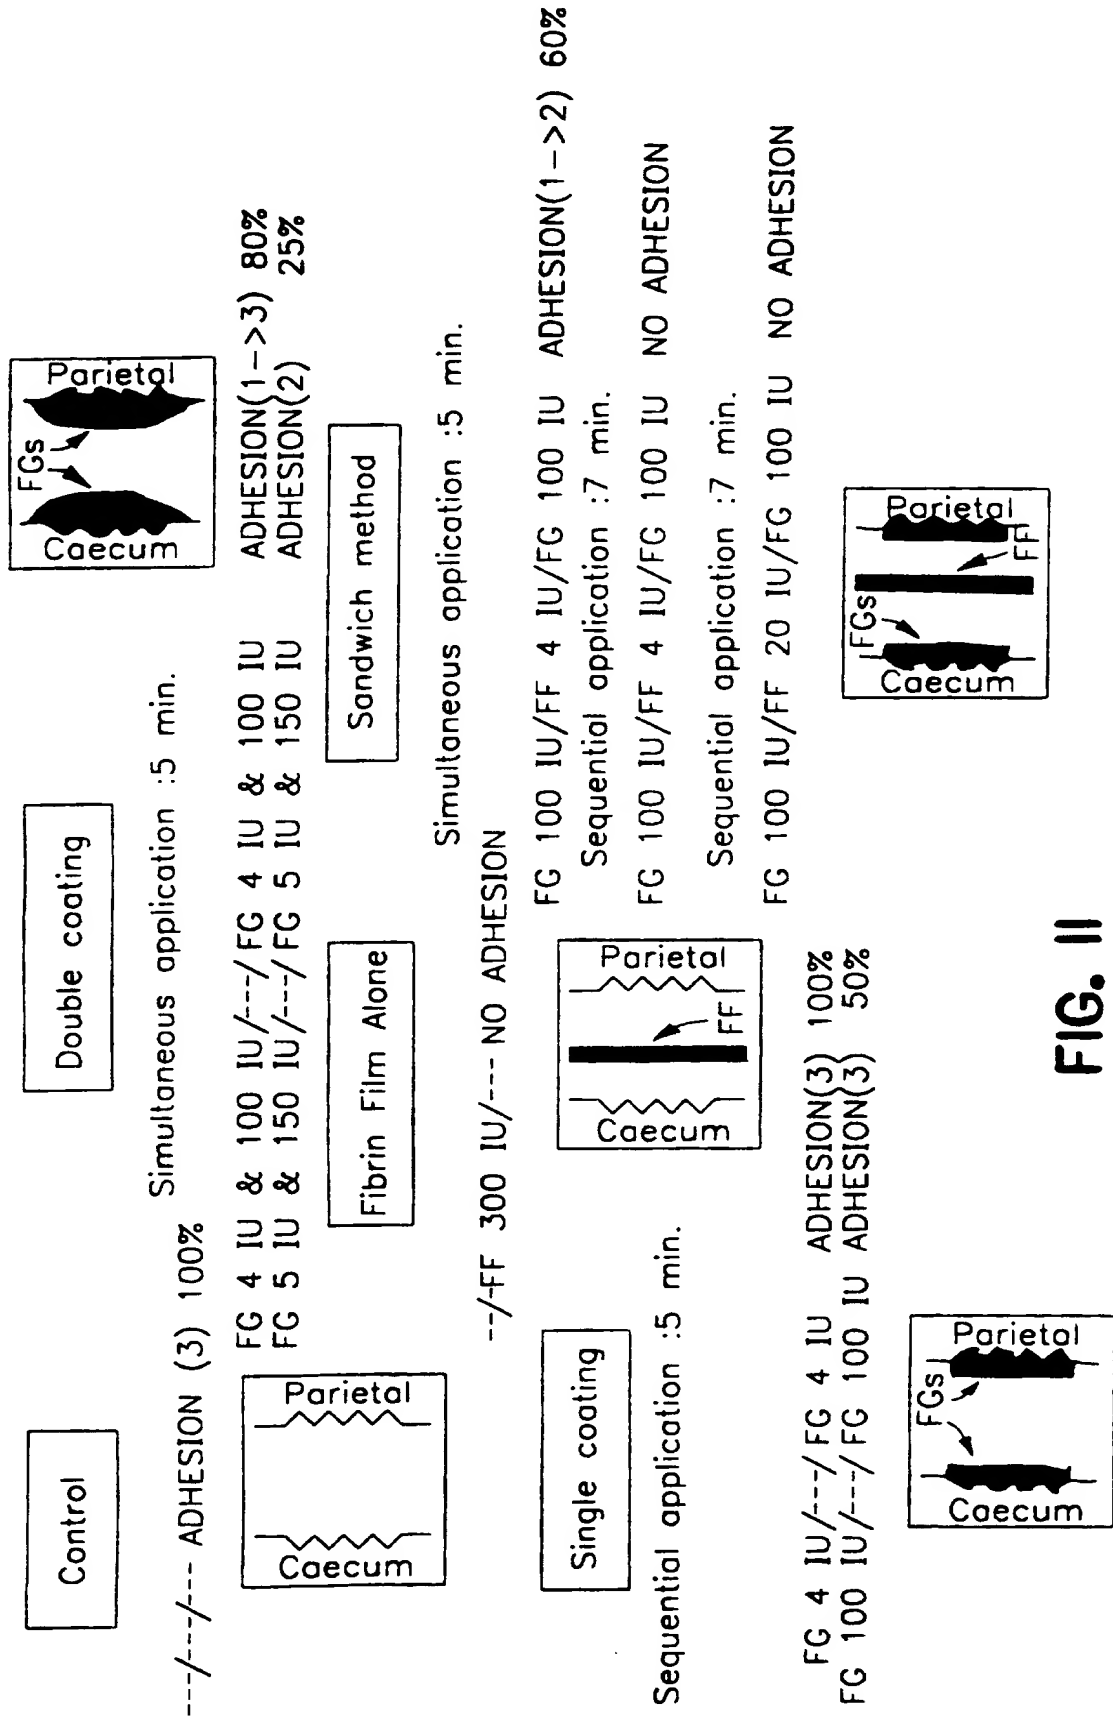 Control
---/---/--- ADHESION (3) 100%
Caecum
Parietal
Double coating
Simultaneous application :5 min.
FG 4 IU & 100 IU/---/FG 4 IU & 100 IU ADHESION(1->3) 80%
FG 5 IU & 150 IU/---/FG 5 IU & 150 IU ADHESION(2) 25%
FGs
Caecum
Parietal
Fibrin Film Alone
--/-FF 300 IU/--- NO ADHESION
Caecum
Parietal
FF
Sandwich method
Simultaneous application :5 min.
FG 100 IU/FF 4 IU/FG 100 IU ADHESION(1->2) 60%
Sequential application :7 min.
FG 100 IU/FF 4 IU/FG 100 IU NO ADHESION
Sequential application :7 min.
FG 100 IU/FF 20 IU/FG 100 IU NO ADHESION
FGs
Caecum
Parietal
FF
Single coating
Sequential application :5 min.
FG 4 IU/---/FG 4 IU ADHESION(3) 100%
FG 100 IU/---/FG 100 IU ADHESION(3) 50%
FGs
Caecum
Parietal
FIG. 11